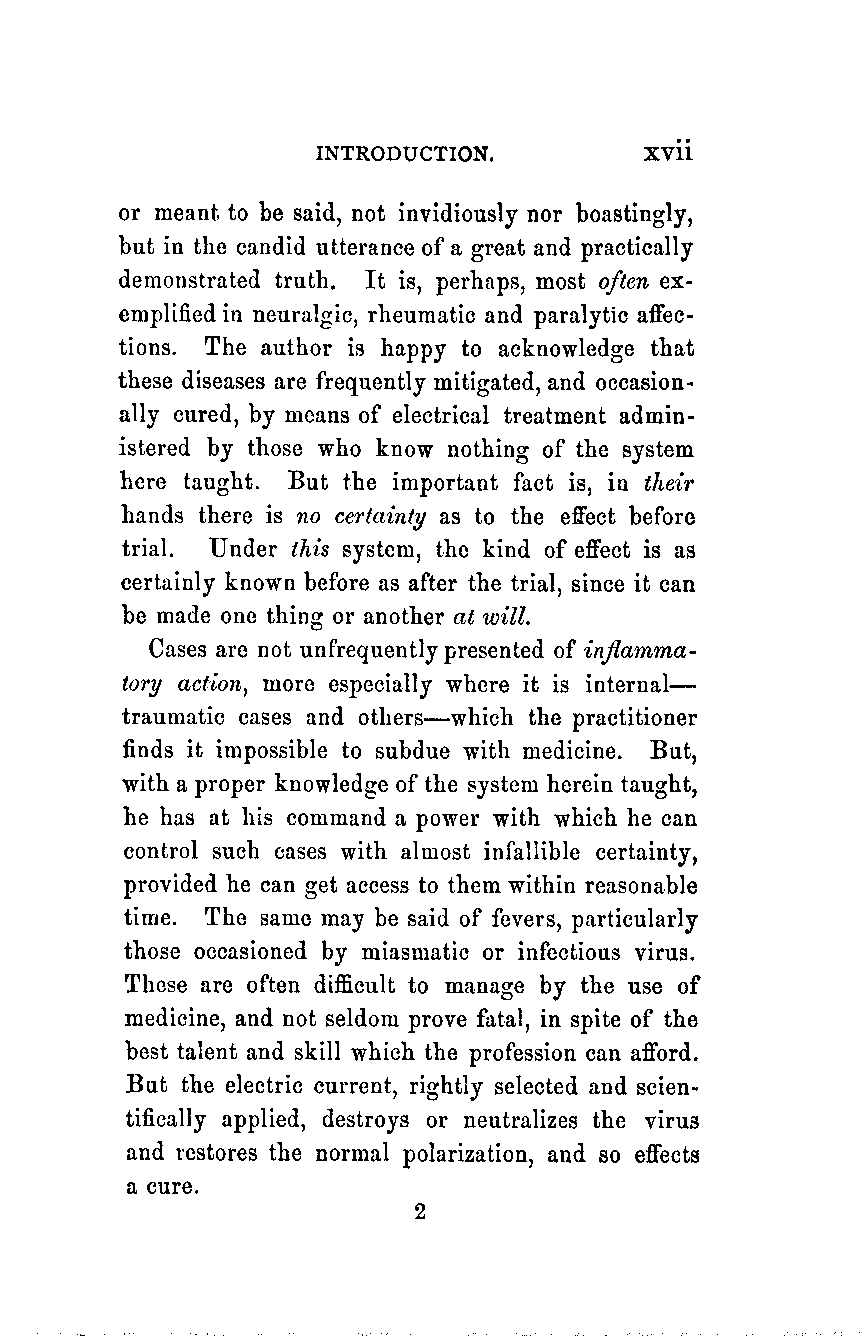 INTRODUCTION. xvii
or meant to be said, not invidiously nor boastingly,
but in the candid utterance of a great and practically
demonstrated truth. It is, perhaps, most often ex-
emplified in neuralgic, rheumatic and paralytic affec-
tions. The author is happy to acknowledge that
these diseases are frequently mitigated, and occasion-
ally cured, by means of electrical treatment admin-
istered by those who know nothing of the system
here taught. But the important fact is, in their
hands there is no certainty as to the effect before
trial. Under this system, the kind of effect is as
certainly known before as after the trial, since it can
be made one thing or another at will.
Cases are not unfrequently presented of inflamma-
tory action, more especially where it is internal—
traumatic cases and others—which the practitioner
finds it impossible to subdue with medicine. But,
with a proper knowledge of the system herein taught,
he has at his command a power with which he can
control such cases with almost infallible certainty,
provided he can get access to them within reasonable
time. The same may be said of fevers, particularly
those occasioned by miasmatic or infectious virus.
These are often difficult to manage by the use of
medicine, and not seldom prove fatal, in spite of the
best talent and skill which the profession can afford.
But the electric current, rightly selected and scien-
tifically applied, destroys or neutralizes the virus
and restores the normal polarization, and so effects
a cure.
2